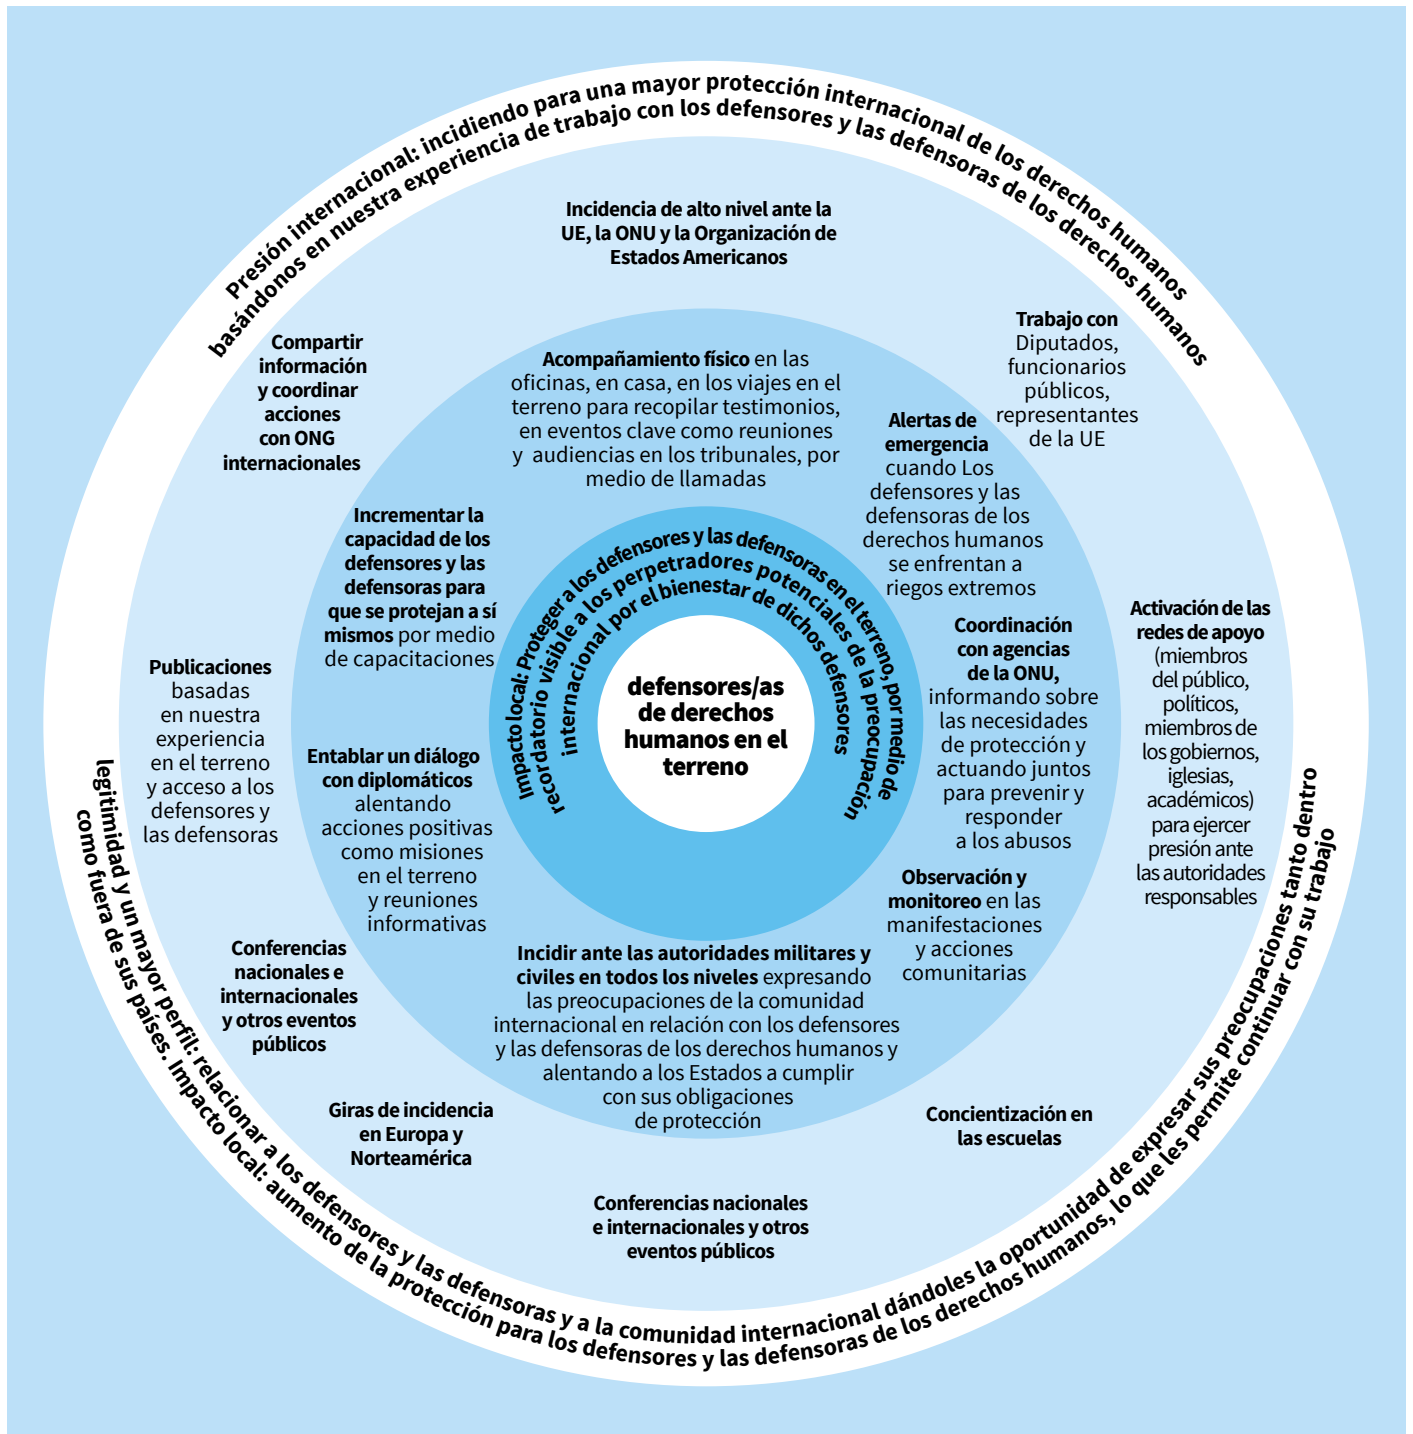 Presión internacional: incidiendo para una mayor protección internacional de los derechos humanos
basándonos en nuestra experiencia de trabajo con los defensores y las defensoras de los derechos humanos
Incidencia de alto nivel ante la
UE, la ONU y la Organización de
Estados Americanos
Trabajo con
Diputados,
funcionarios
públicos,
representantes
de la UE
Compartir
información
y coordinar
acciones
con ONG
internacionales
Acompañamiento físico en las
oficinas, en casa, en los viajes en el
terreno para recopilar testimonios,
en eventos clave como reuniones
y audiencias en los tribunales, por
medio de llamadas
Alertas de
emergencia
cuando Los
defensores y las
defensoras de los
derechos humanos
se enfrentan a
riegos extremos
Incrementar la
capacidad de los
defensores y las
defensoras para
que se protejan a sí
mismos por medio
de capacitaciones
Impacto local: Proteger a los defensores y las defensoras en el terreno, por medio de
recordatorio visible a los perpetradores potenciales de la preocupación
internacional por el bienestar de dichos defensores
defensores/as
de derechos
humanos en el
terreno
Coordinación
con agencias
de la ONU,
informando sobre
las necesidades
de protección y
actuando juntos
para prevenir y
responder
a los abusos
Activación de las
redes de apoyo
(miembros
del público,
políticos,
miembros de
los gobiernos,
iglesias,
académicos)
para ejercer
presión ante
las autoridades
responsables
Publicaciones
basadas
en nuestra
experiencia
en el terreno
y acceso a los
defensores y
las defensoras
Entablar un diálogo
con diplomáticos
alentando
acciones positivas
como misiones
en el terreno
y reuniones
informativas
Observación y
monitoreo en las
manifestaciones
y acciones
comunitarias
Incidir ante las autoridades militares y
civiles en todos los niveles expresando
las preocupaciones de la comunidad
internacional en relación con los defensores
y las defensoras de los derechos humanos y
alentando a los Estados a cumplir
con sus obligaciones
de protección
Conferencias
nacionales e
internacionales
y otros eventos
públicos
Giras de incidencia
en Europa y
Norteamérica
Concientización en
las escuelas
Conferencias nacionales
e internacionales y otros
eventos públicos
legitimidad y un mayor perfil: relacionar a los defensores y las defensoras y a la comunidad internacional dándoles la oportunidad de expresar sus preocupaciones tanto dentro
como fuera de sus países. Impacto local: aumento de la protección para los defensores y las defensoras de los derechos humanos, lo que les permite continuar con su trabajo